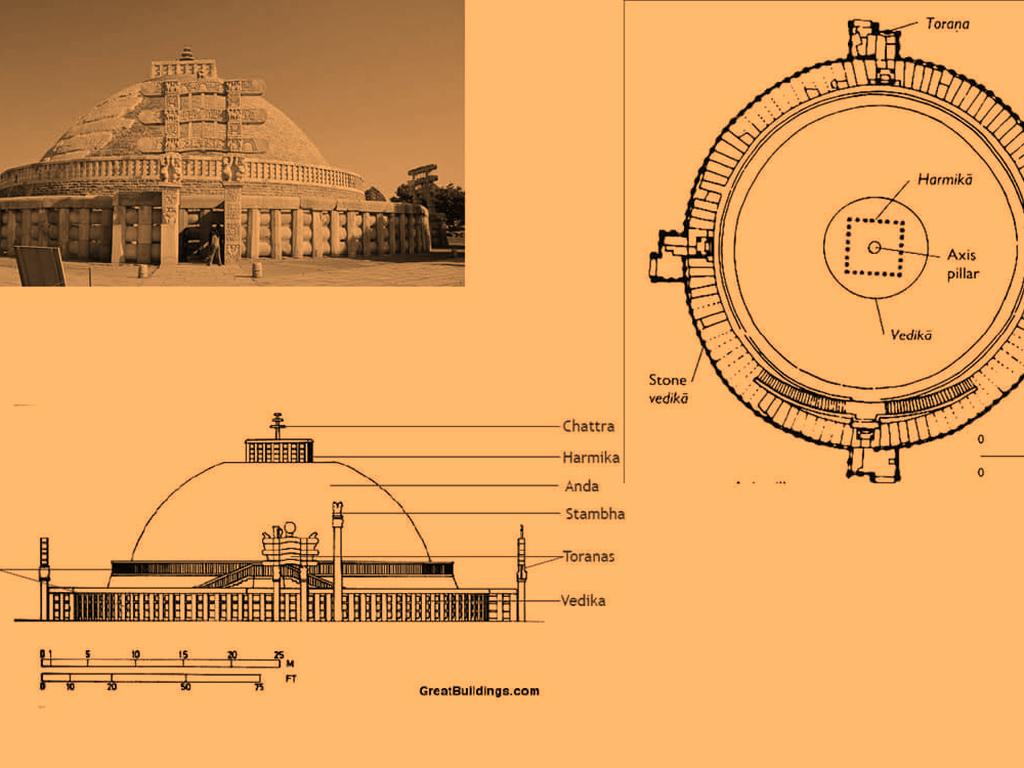 Toraṇa
Harmikā
Axis
pillar
Vedikā
Stone
vedikā
0
0
Chattra
Harmika
Anda
Stambha
Toranas
Vedika
0 1 5 10 15 20 25 M
0 10 20 50 75 FT
GreatBuildings.com